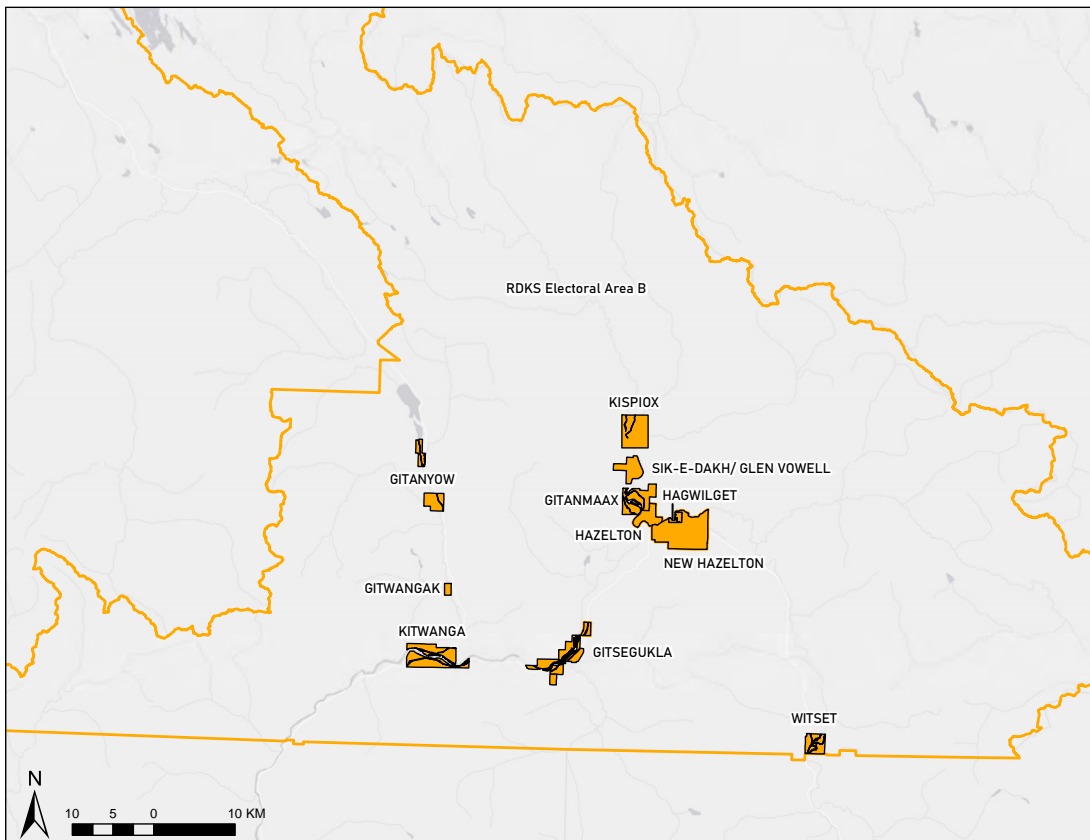 RDKS Electoral Area B
KISPIOX
SIK-E-DAKH/ GLEN VOWELL
GITANYOW
HAGWILGET
GITANMAAX
HAZELTON
NEW HAZELTON
GITWANGAK
KITWANGA
GITSEGUKLA
WITSET
N
10 5 0 10 KM